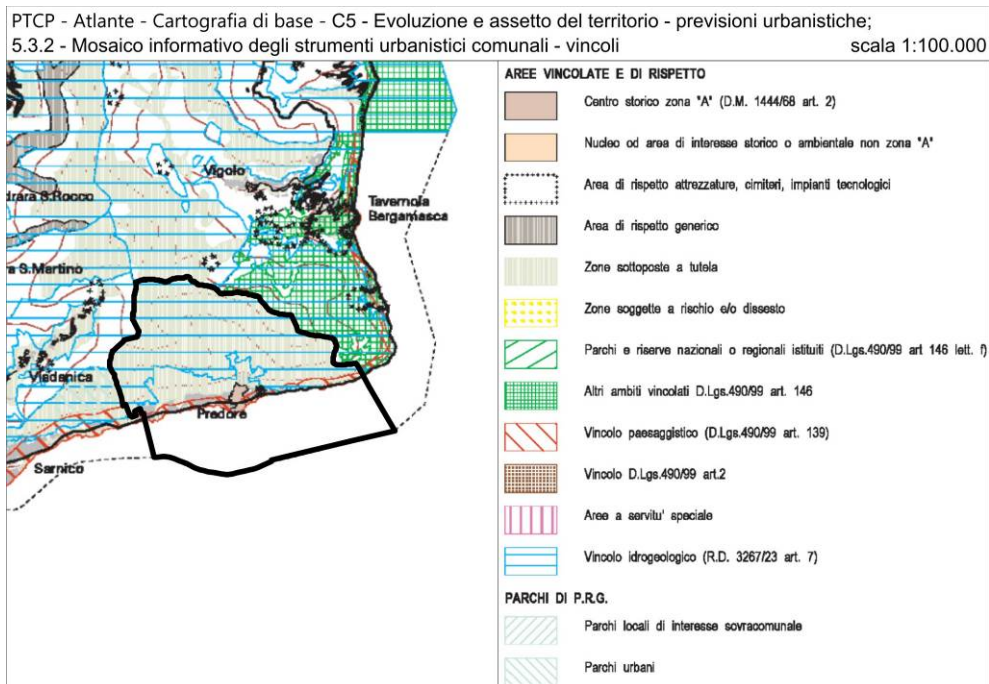 PTCP - Atlante - Cartografia di base - C5 - Evoluzione e assetto del territorio - previsioni urbanistiche;
5.3.2 - Mosaico informativo degli strumenti urbanistici comunali - vincoli scala 1:100.000
Vigolo
drara S.Rocco
Tavernola
Bergamasca
a S.Martino
Viadanica
Predore
Sarnico
AREE VINCOLATE E DI RISPETTO
Centro storico zona "A" (D.M. 1444/68 art. 2)
Nucleo od area di interesse storico o ambientale non zona "A"
Area di rispetto attrezzature, cimiteri, impianti tecnologici
Area di rispetto generico
Zone sottoposte a tutela
Zone soggette a rischio e/o dissesto
Parchi e riserve nazionali o regionali istituiti (D.Lgs.490/99 art 146 lett. f)
Altri ambiti vincolati D.Lgs.490/99 art. 146
Vincolo paesaggistico (D.Lgs.490/99 art. 139)
Vincolo D.Lgs.490/99 art.2
Aree a servitu' speciale
Vincolo idrogeologico (R.D. 3267/23 art. 7)
PARCHI DI P.R.G.
Parchi locali di interesse sovracomunale
Parchi urbani